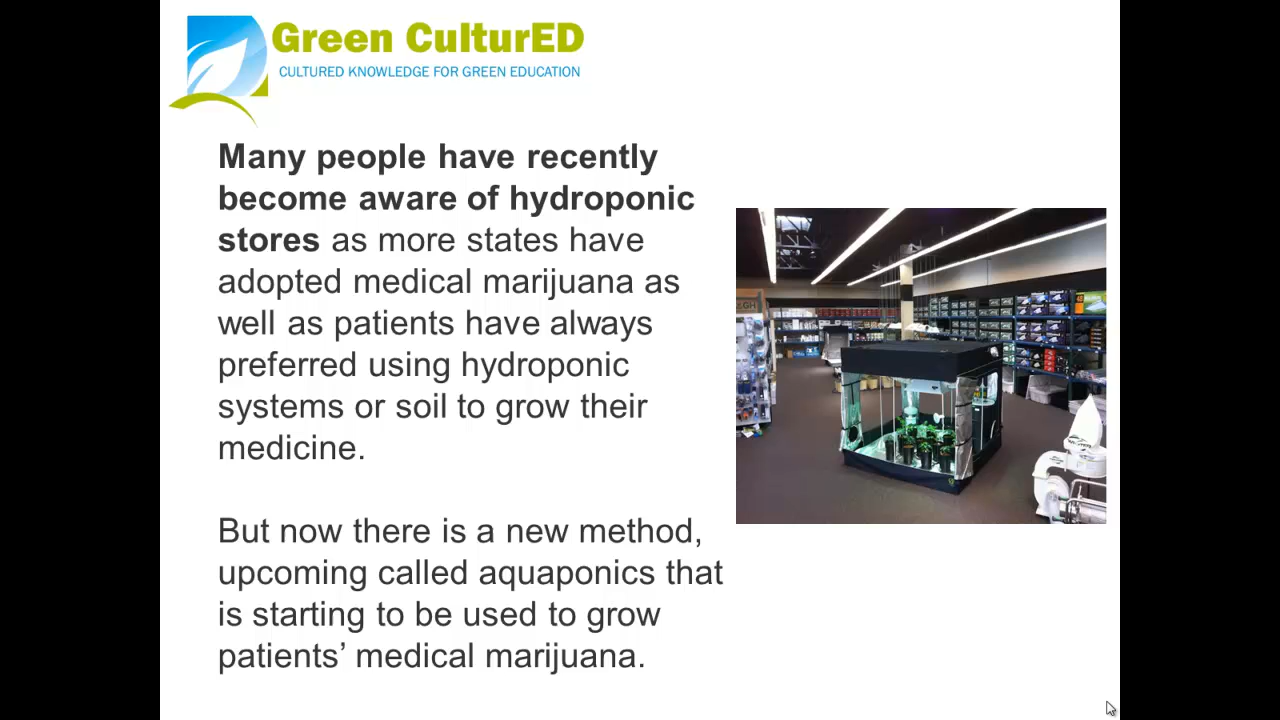 Green CulturED
CULTURED KNOWLEDGE FOR GREEN EDUCATION
Many people have recently
become aware of hydroponic
stores as more states have
adopted medical marijuana as
well as patients have always
preferred using hydroponic
systems or soil to grow their
medicine.
But now there is a new method,
upcoming called aquaponics that
is starting to be used to grow
patients’ medical marijuana.